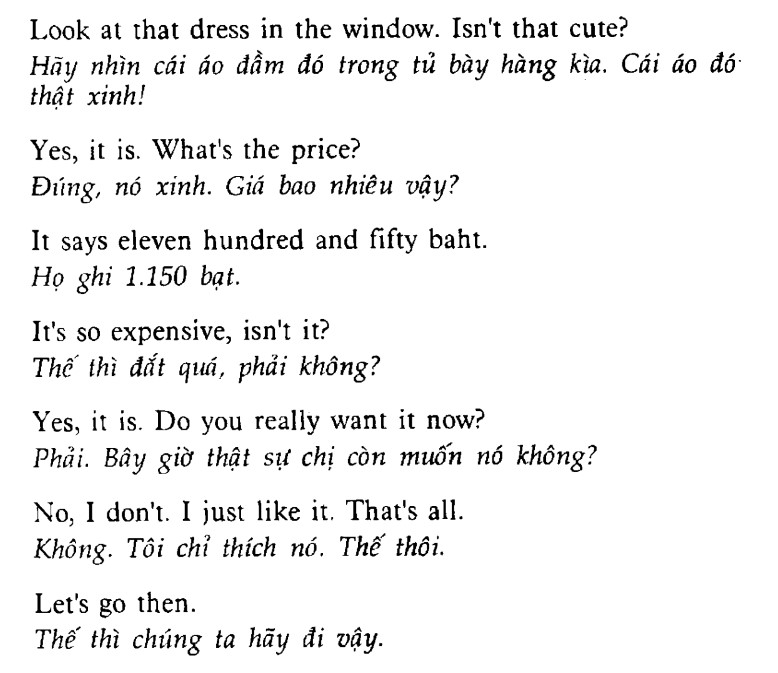 Look at that dress in the window. Isn't that cute?
Hãy nhìn cái áo đầm đó trong tủ bày hàng kìa. Cái áo đó
thật xinh!
Yes, it is. What's the price?
Đúng, nó xinh. Giá bao nhiêu vậy?
It says eleven hundred and fifty baht.
Họ ghi 1.150 bạt.
It's so expensive, isn't it?
Thế thì đắt quá, phải không?
Yes, it is. Do you really want it now?
Phải. Bây giờ thật sự chị còn muốn nó không?
No, I don't. I just like it. That's all.
Không. Tôi chỉ thích nó. Thế thôi.
Let's go then.
Thế thì chúng ta hãy đi vậy.